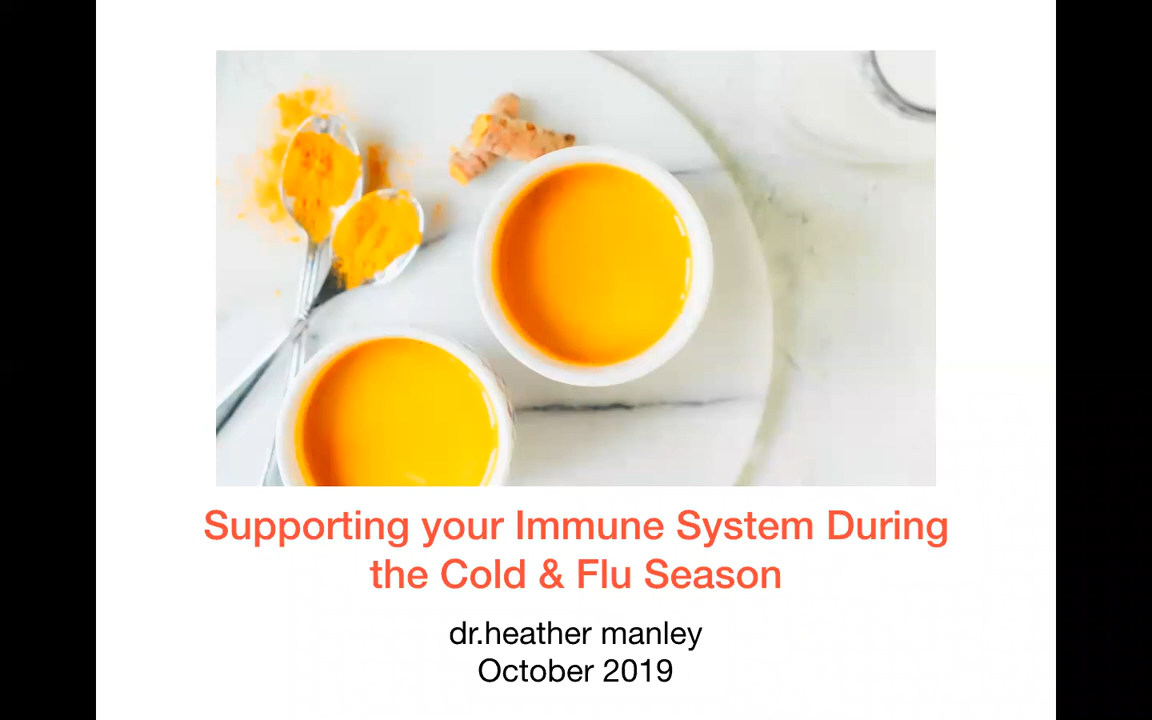 Supporting your Immune System During
the Cold & Flu Season
dr.heather manley
October 2019